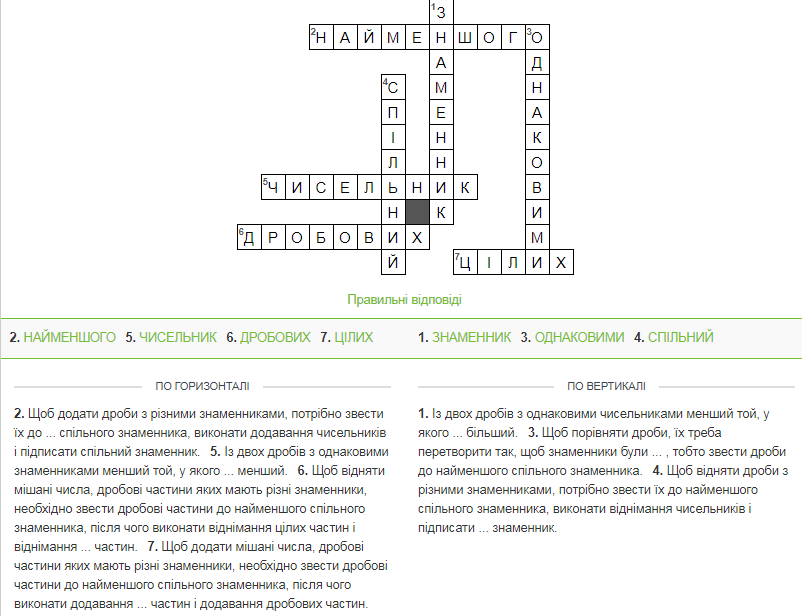 1З
2НАЙМЕШОГ3О
А Д
4С М Н
П Е А
І Н К
Л Н О
5ЧИСЕЛЬНИК В
Н К И
6ДРОБОВИХ М
Й 7ЦІЛИХ
Правильні відповіді
2. НАЙМЕНШОГО 5. ЧИСЕЛЬНИК 6. ДРОБОВИХ 7. ЦІЛИХ 1. ЗНАМЕННИК 3. ОДНАКОВИМИ 4. СПІЛЬНИЙ
ПО ГОРИЗОНТАЛІ
2. Щоб додати дроби з різними знаменниками, потрібно звести
їх до ... спільного знаменника, виконати додавання чисельників
і підписати спільний знаменник. 5. Із двох дробів з однаковими
знаменниками менший той, у якого ... менший. 6. Щоб відняти
мішані числа, дробові частини яких мають різні знаменники,
необхідно звести дробові частини до найменшого спільного
знаменника, після чого виконати віднімання цілих частин і
віднімання ... частин. 7. Щоб додати мішані числа, дробові
частини яких мають різні знаменники, необхідно звести дробові
частини до найменшого спільного знаменника, після чого
виконати додавання ... частин і додавання дробових частин.
ПО ВЕРТИКАЛІ
1. Із двох дробів з однаковими чисельниками менший той, у
якого ... більший. 3. Щоб порівняти дроби, їх треба
перетворити так, щоб знаменники були ... , тобто звести дроби
до найменшого спільного знаменника. 4. Щоб відняти дроби з
різними знаменниками, потрібно звести їх до найменшого
спільного знаменника, виконати віднімання чисельників і
підписати ... знаменник.